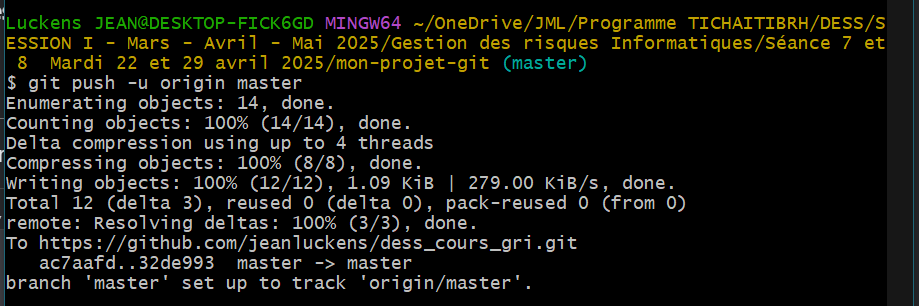 Luckens JEAN@DESKTOP-FICK6GD MINGW64 ~/OneDrive/JML/Programme TICHAITIBRH/DESS/S
ESSION I - Mars - Avril - Mai 2025/Gestion des risques Informatiques/Séance 7 et
 8  Mardi 22 et 29 avril 2025/mon-projet-git (master)
$ git push -u origin master
Enumerating objects: 14, done.
Counting objects: 100% (14/14), done.
Delta compression using up to 4 threads
Compressing objects: 100% (8/8), done.
Writing objects: 100% (12/12), 1.09 KiB | 279.00 KiB/s, done.
Total 12 (delta 3), reused 0 (delta 0), pack-reused 0 (from 0)
remote: Resolving deltas: 100% (3/3), done.
To https://github.com/jeanluckens/dess_cours_gri.git
   ac7aafd..32de993  master -> master
branch 'master' set up to track 'origin/master'.